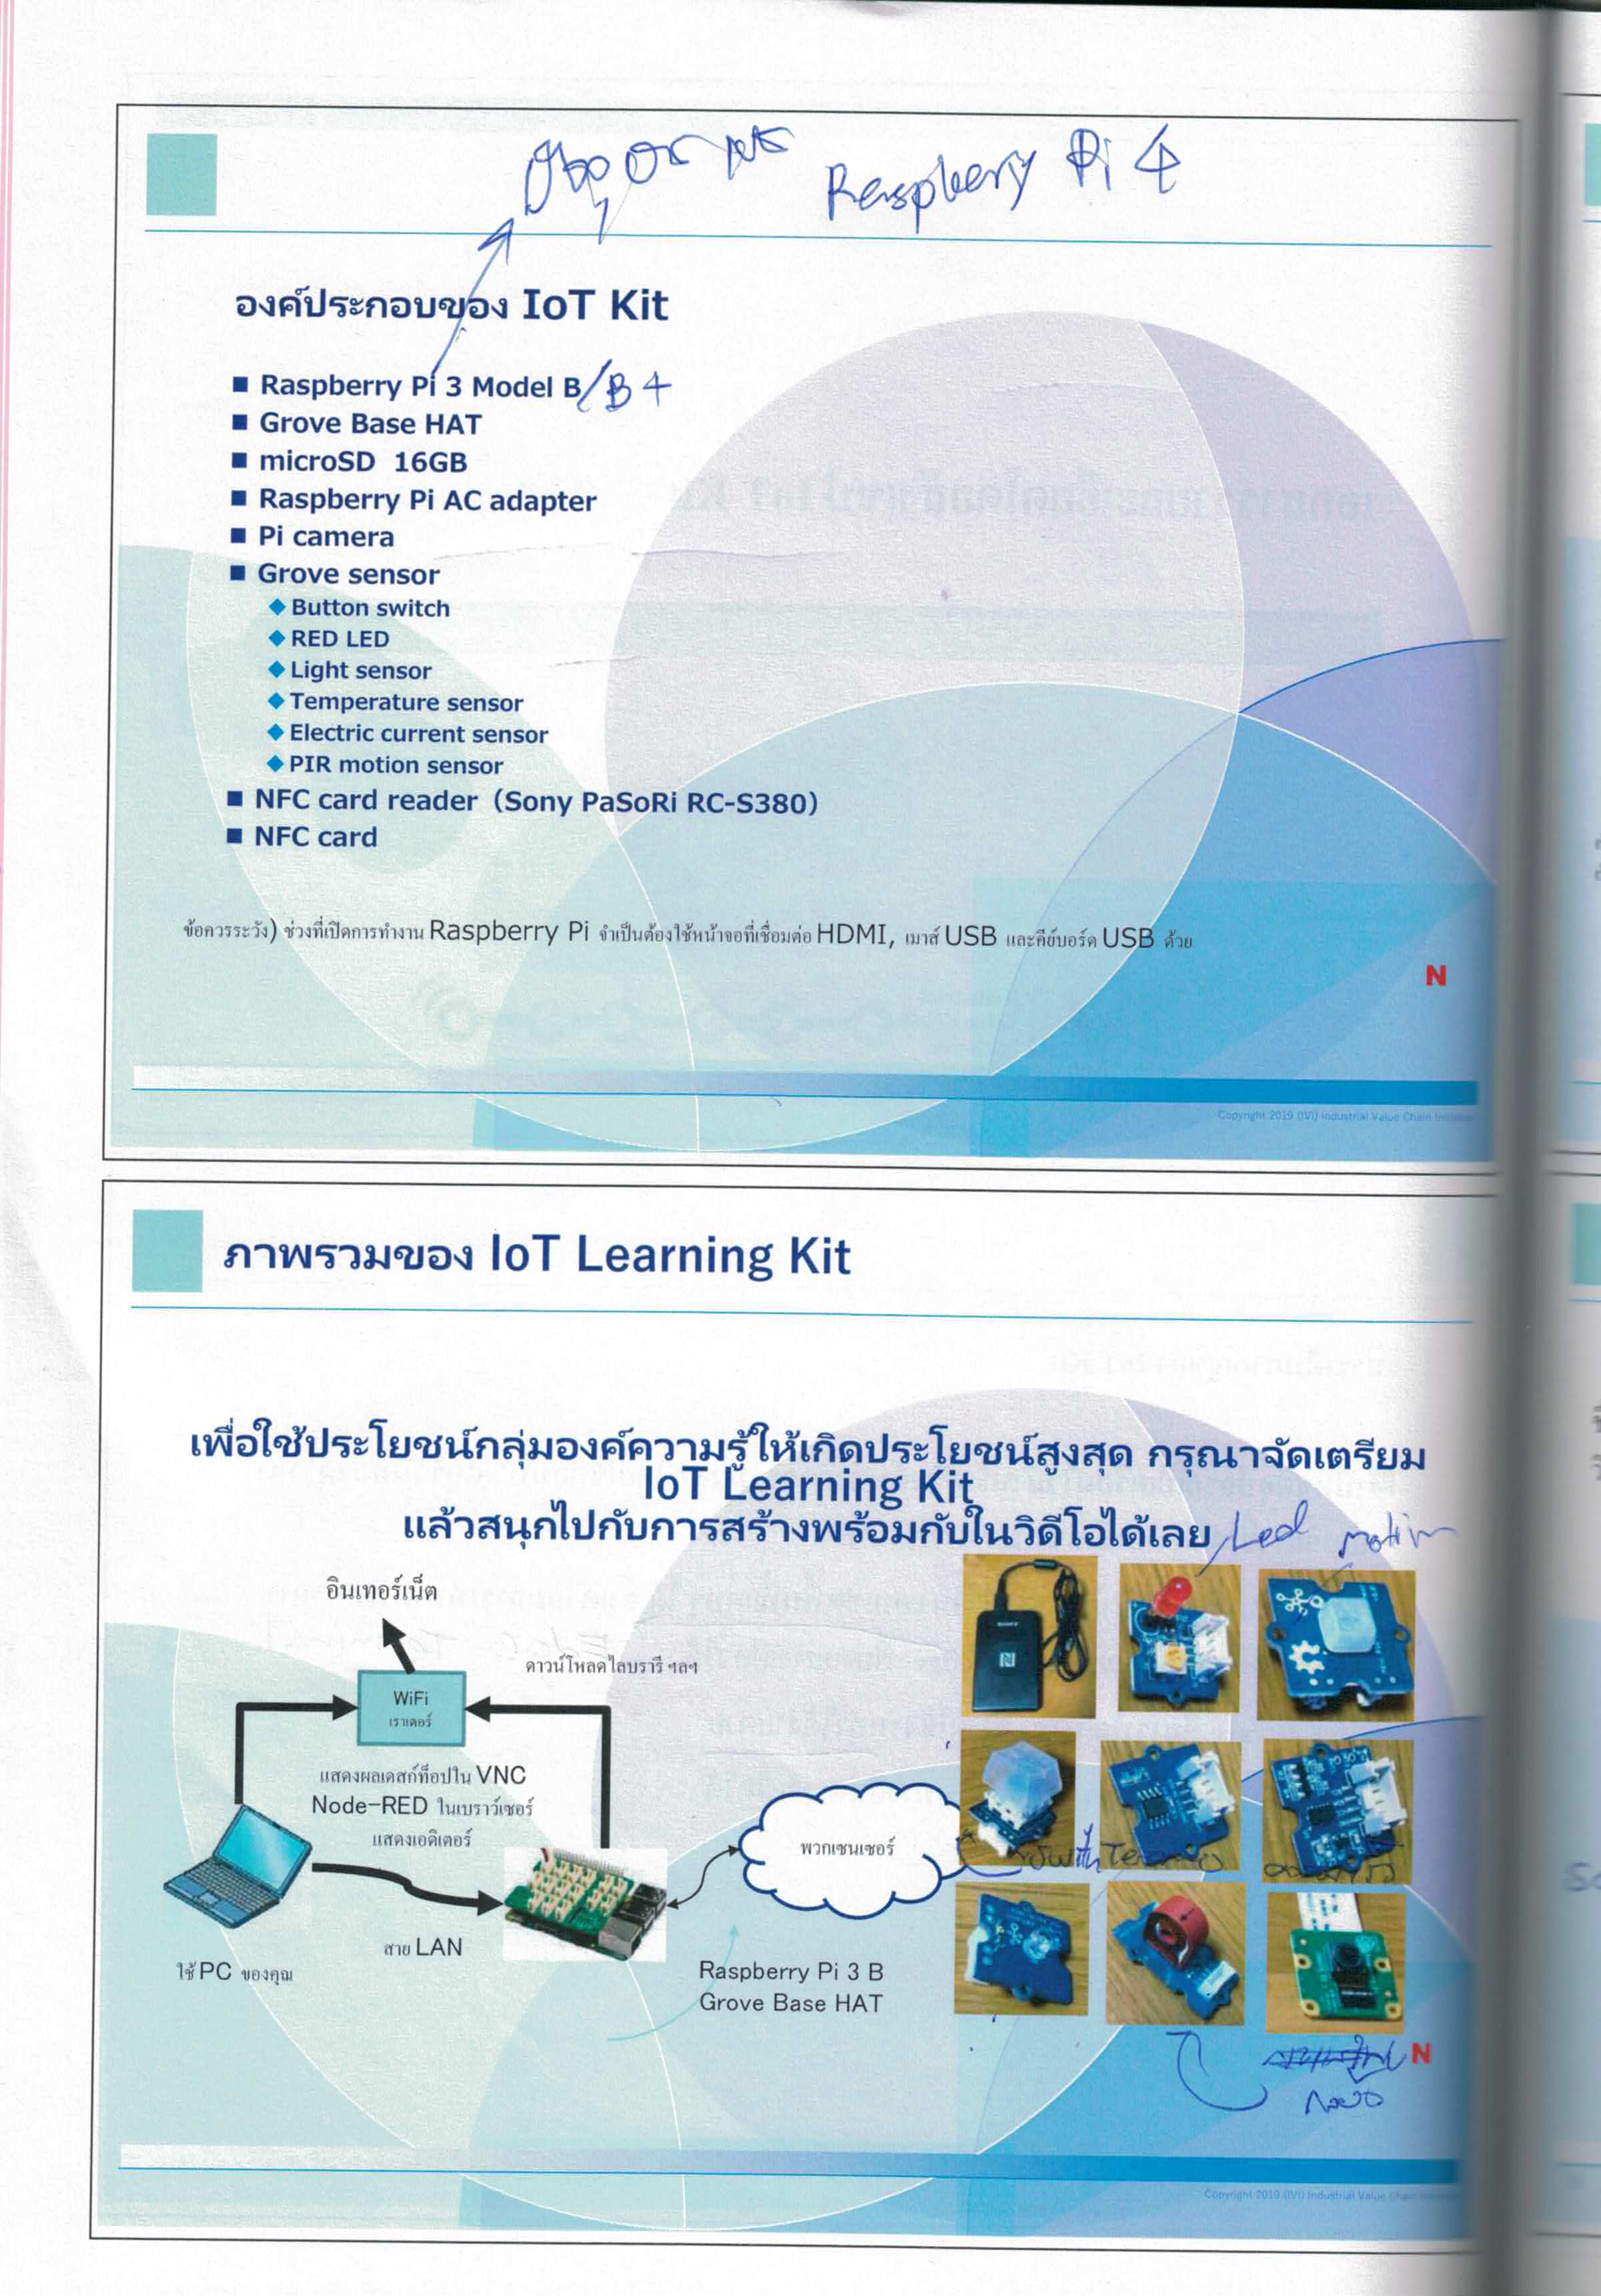 Raspberry Pi 4
องค์ประกอบของ IoT Kit
■ Raspberry Pi 3 Model B/B+
■ Grove Base HAT
■ microSD 16GB
■ Raspberry Pi AC adapter
■ Pi camera
■ Grove sensor
◆ Button switch
◆ RED LED
◆ Light sensor
◆ Temperature sensor
◆ Electric current sensor
◆ PIR motion sensor
■ NFC card reader (Sony PaSoRi RC-S380)
■ NFC card
ข้อควรระวัง) ช่วงที่เปิดการทำงาน Raspberry Pi จำเป็นต้องใช้หน้าจอที่เชื่อมต่อ HDMI, เมาส์ USB และคีย์บอร์ด USB ด้วย
N
Copyright 2019 (IVI) Industrial Value Chain
ภาพรวมของ IoT Learning Kit
เพื่อใช้ประโยชน์กลุ่มองค์ความรู้ให้เกิดประโยชน์สูงสุด กรุณาจัดเตรียม
IoT Learning Kit
แล้วสนุกไปกับการสร้างพร้อมกับในวิดีโอได้เลย
Led motion
อินเทอร์เน็ต
ดาวน์โหลดไลบรารี ฯลฯ
WiFi
เราเตอร์
แสดงผลเดสก์ท็อปใน VNC
Node-RED ในเบราว์เซอร์
แสดงเอดิเตอร์
พวกเซนเซอร์
สาย LAN
ใช้ PC ของคุณ
Raspberry Pi 3 B
Grove Base HAT
N
Copyright 2019 (IVI) Industrial Value Chain